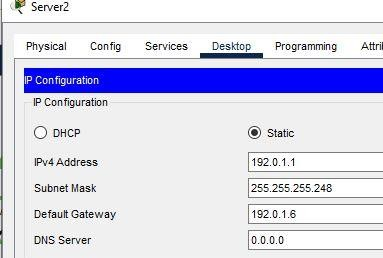 Server2
Physical Config Services Desktop Programming
IP Configuration
IP Configuration
DHCP Static
IPv4 Address 192.0.1.1
Subnet Mask 255.255.255.248
Default Gateway 192.0.1.6
DNS Server 0.0.0.0